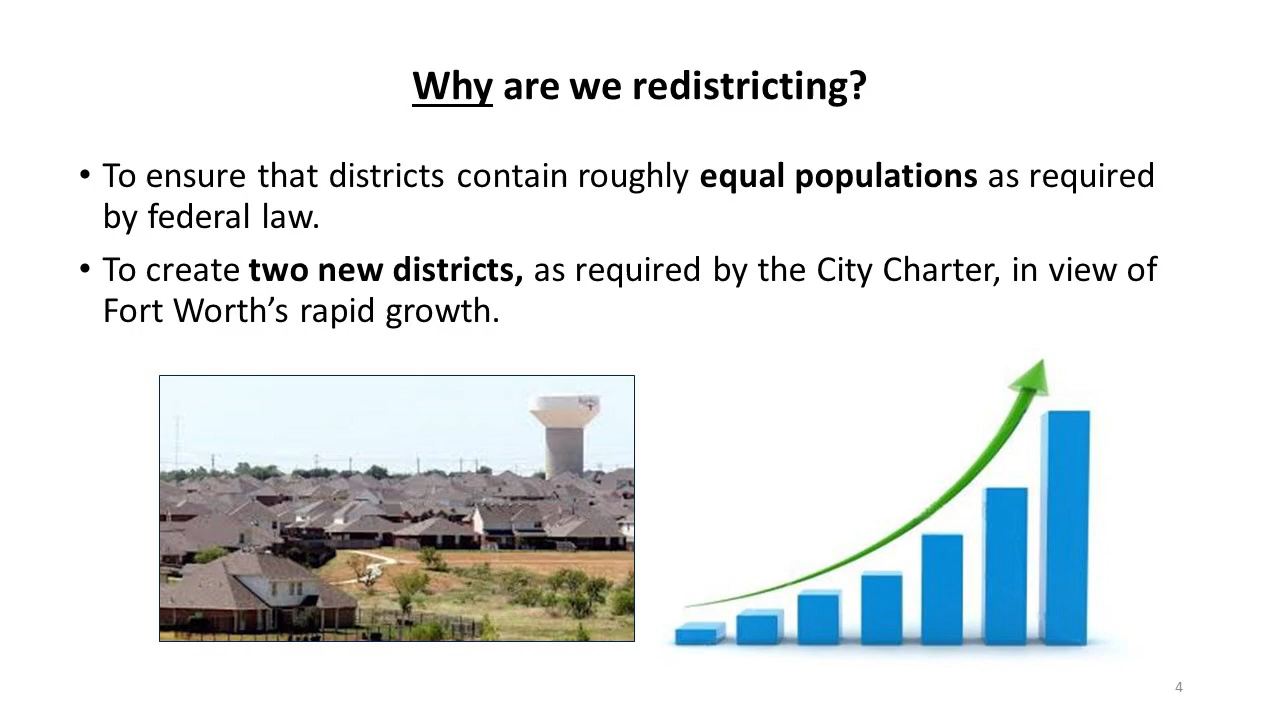 Why are we redistricting?
• To ensure that districts contain roughly equal populations as required
by federal law.
• To create two new districts, as required by the City Charter, in view of
Fort Worth’s rapid growth.
4